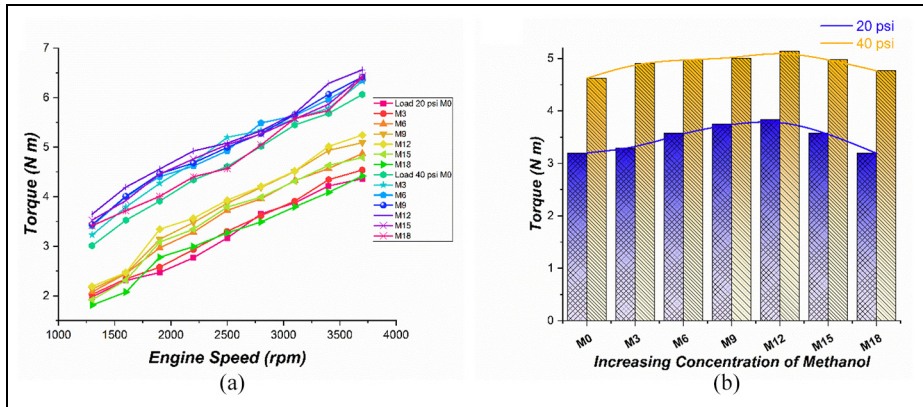 7
6
5
4
3
2
Torque (N m)
1000 1500 2000 2500 3000 3500 4000
Engine Speed (rpm)
Load 20 psi M0
M3
M6
M9
M12
M15
M18
Load 40 psi M0
M3
M6
M9
M12
M15
M18
(a)
20 psi
40 psi
5
4
3
2
1
0
Torque (N m)
M0 M3 M6 M9 M12 M15 M18
Increasing Concentration of Methanol
(b)